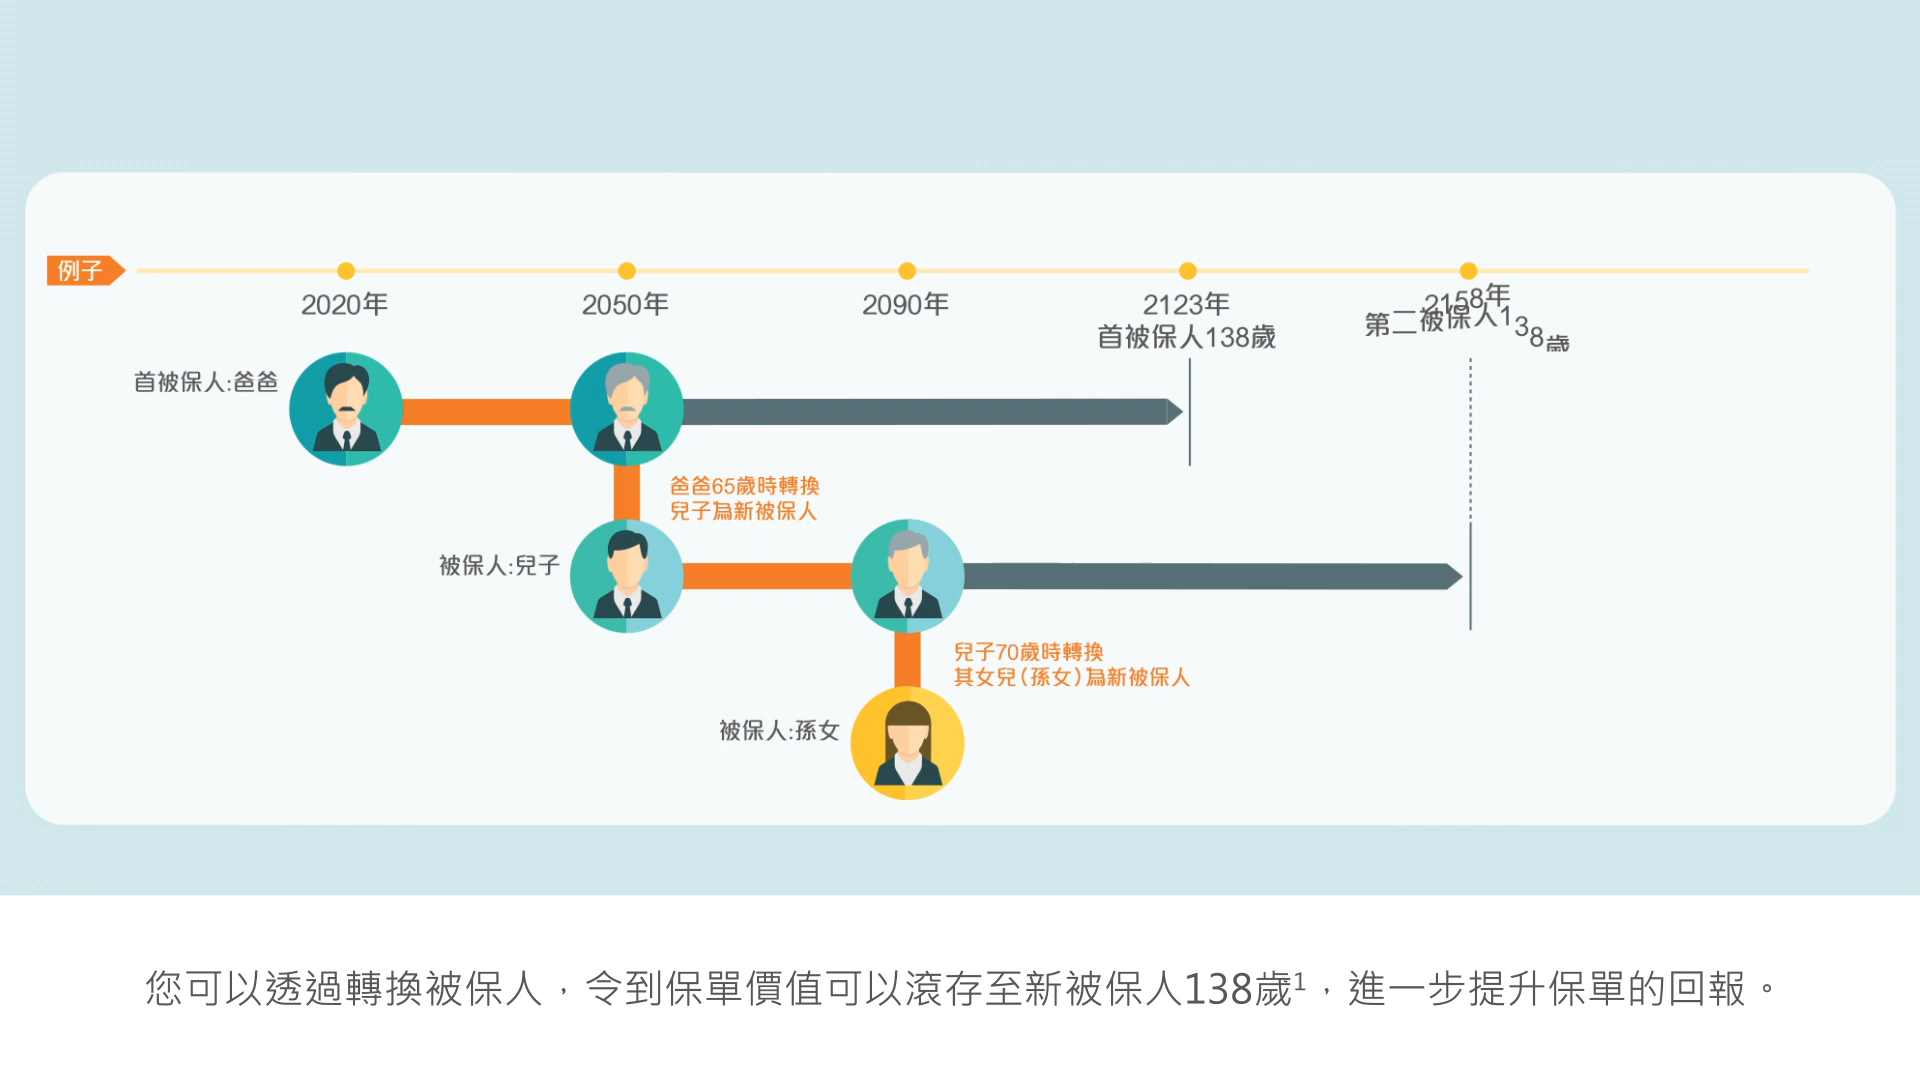 例子
2020年
2050年
2090年
2123年
2158年
首被保人138歲
第二被保人138歲
首被保人:爸爸
爸爸65歲時轉換
兒子為新被保人
被保人:兒子
兒子70歲時轉換
其女兒(孫女)為新被保人
被保人:孫女
您可以透過轉換被保人，令到保單價值可以滾存至新被保人138歲¹，進一步提升保單的回報。